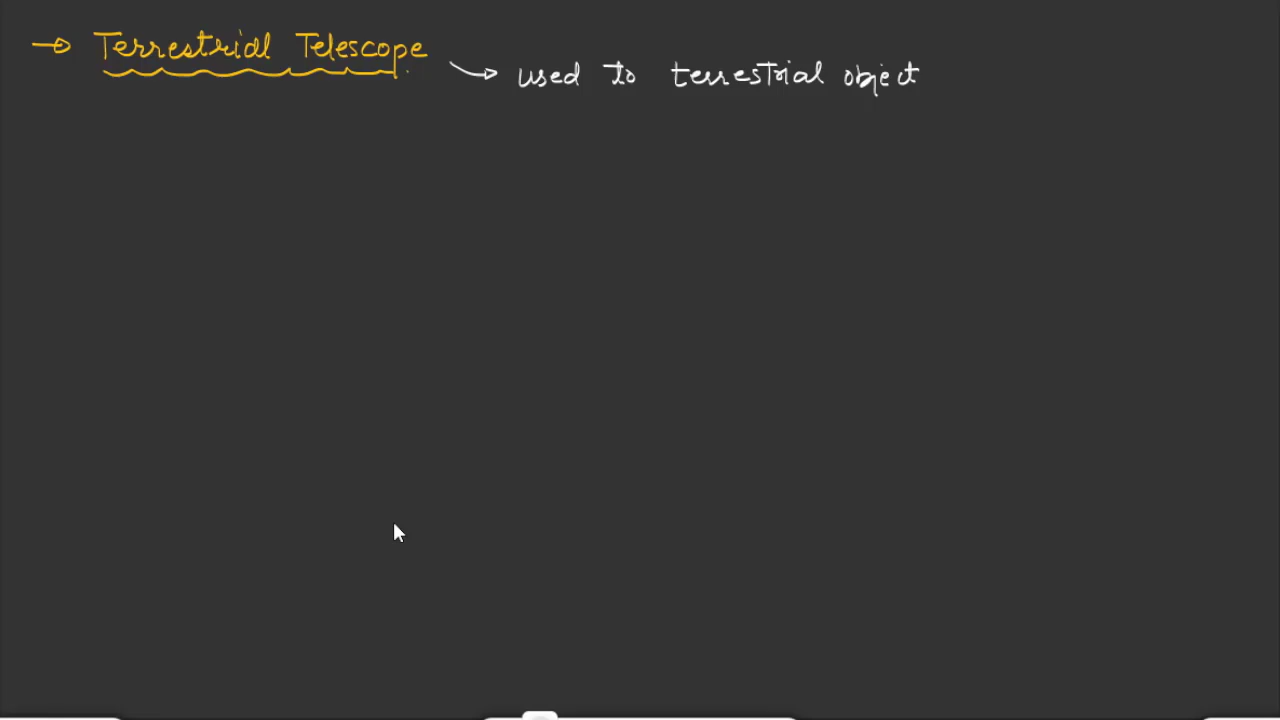 → Terrestrial Telescope
→ used to terrestrial object